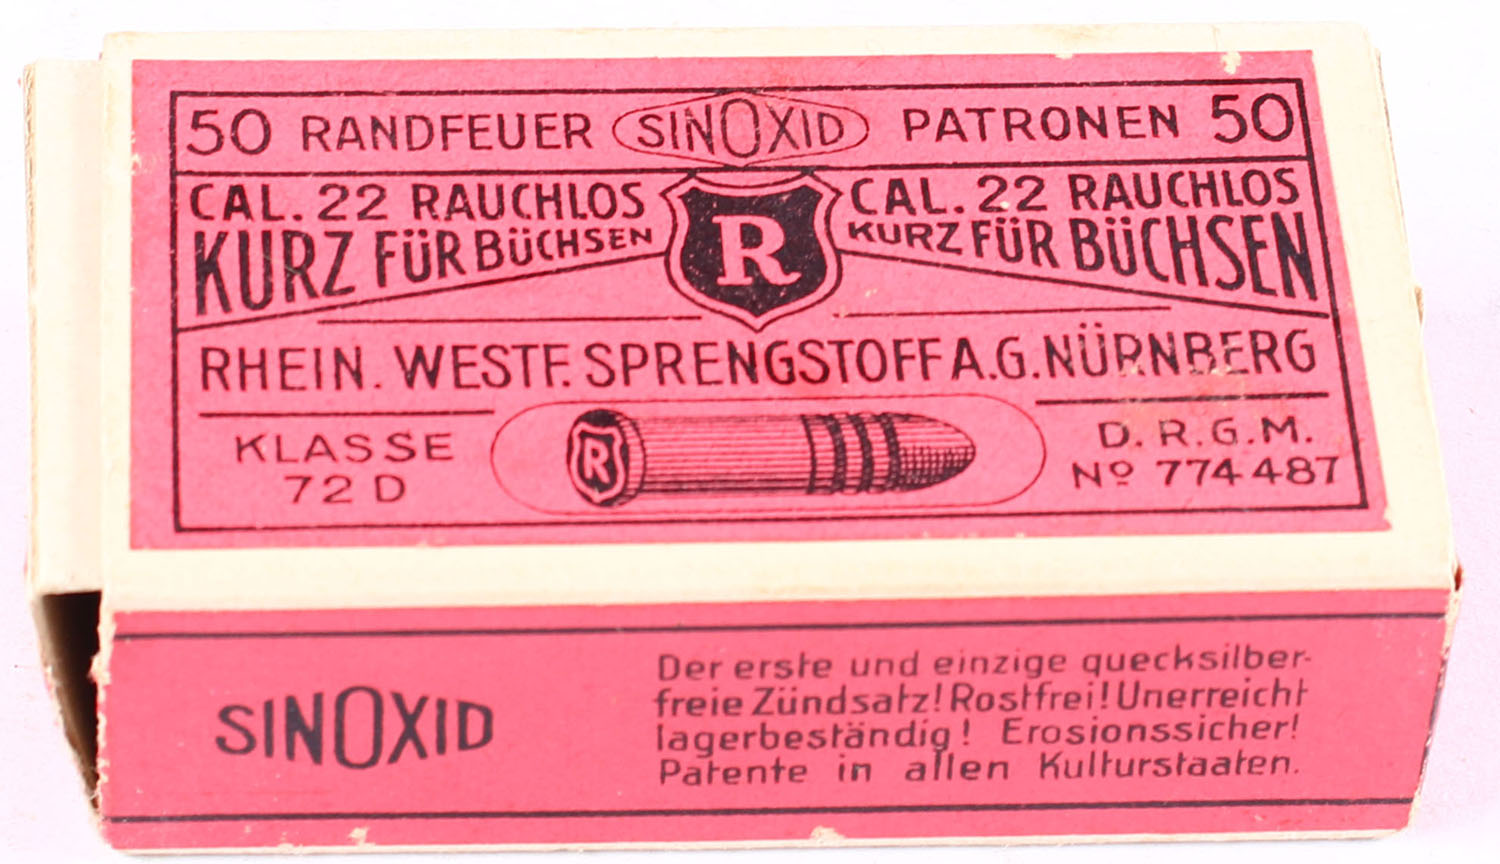 50 RANDFEUER SINOXID PATRONEN 50
CAL. 22 RAUCHLOS
KURZ FÜR BÜCHSEN
R
CAL. 22 RAUCHLOS
KURZ FÜR BÜCHSEN
RHEIN. WESTF. SPRENGSTOFF A.G. NÜRNBERG
KLASSE
72 D
R
D. R. G. M.
Nº 774487
SINOXID
Der erste und einzige quecksilber-
freie Zündsatz! Rostfrei! Unerreicht
lagerbeständig! Erosionssicher!
Patente in allen Kulturstaaten.